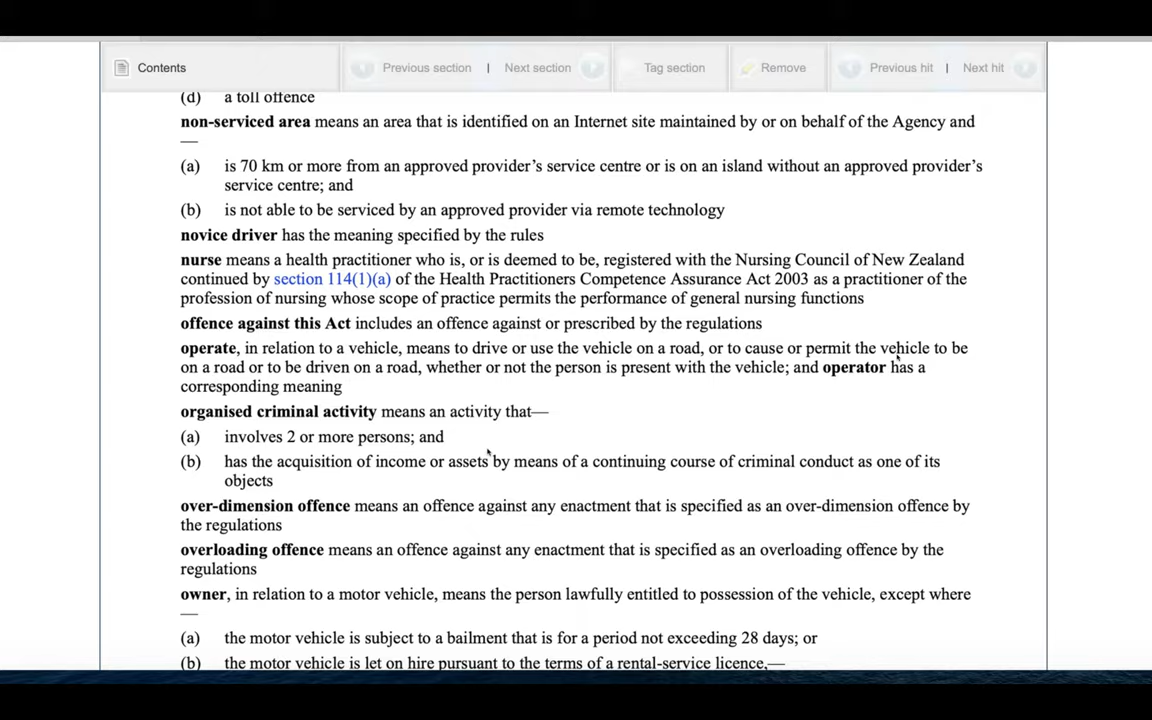 Contents
Previous section | Next section
Tag section
Remove
Previous hit | Next hit
(d) a toll offence
non-serviced area means an area that is identified on an Internet site maintained by or on behalf of the Agency and
—
(a) is 70 km or more from an approved provider’s service centre or is on an island without an approved provider’s
service centre; and
(b) is not able to be serviced by an approved provider via remote technology
novice driver has the meaning specified by the rules
nurse means a health practitioner who is, or is deemed to be, registered with the Nursing Council of New Zealand
continued by section 114(1)(a) of the Health Practitioners Competence Assurance Act 2003 as a practitioner of the
profession of nursing whose scope of practice permits the performance of general nursing functions
offence against this Act includes an offence against or prescribed by the regulations
operate, in relation to a vehicle, means to drive or use the vehicle on a road, or to cause or permit the vehicle to be
on a road or to be driven on a road, whether or not the person is present with the vehicle; and operator has a
corresponding meaning
organised criminal activity means an activity that—
(a) involves 2 or more persons; and
(b) has the acquisition of income or assets by means of a continuing course of criminal conduct as one of its
objects
over-dimension offence means an offence against any enactment that is specified as an over-dimension offence by
the regulations
overloading offence means an offence against any enactment that is specified as an overloading offence by the
regulations
owner, in relation to a motor vehicle, means the person lawfully entitled to possession of the vehicle, except where
—
(a) the motor vehicle is subject to a bailment that is for a period not exceeding 28 days; or
(b) the motor vehicle is let on hire pursuant to the terms of a rental-service licence,—